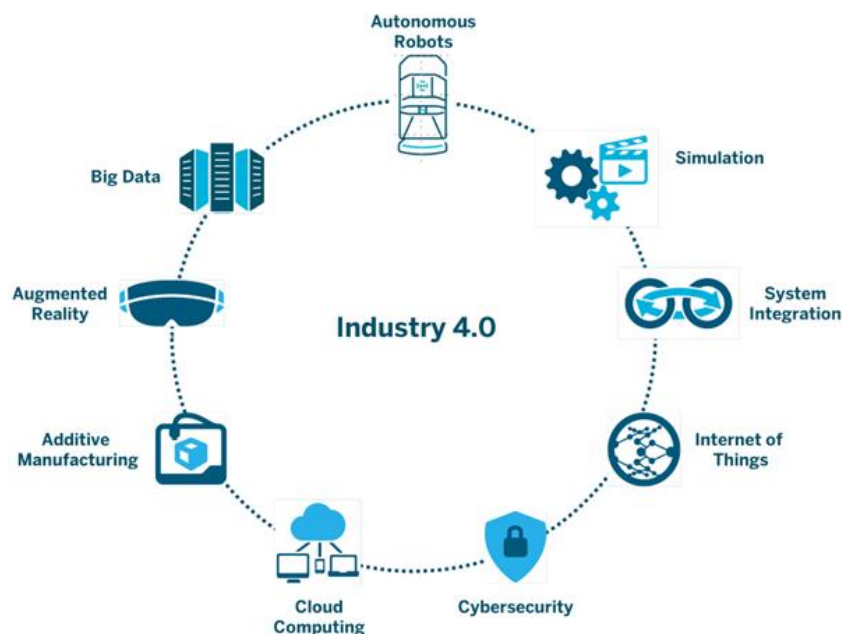 Autonomous
Robots
Big Data
Simulation
Augmented
Reality
Industry 4.0
System
Integration
Additive
Manufacturing
Internet of
Things
Cloud
Computing
Cybersecurity